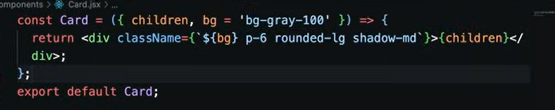 omponents > Card.jsx > ...
const Card = ({ children, bg = 'bg-gray-100' }) => {
return <div className={`${bg} p-6 rounded-lg shadow-md`}>{children}</
div>;
};
export default Card;